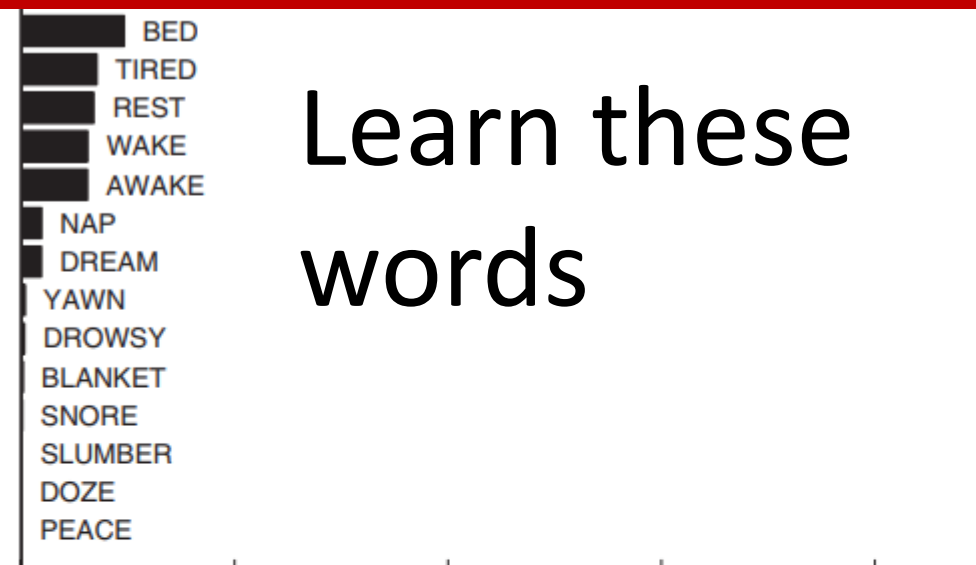 BED
TIRED
REST
WAKE
AWAKE
NAP
DREAM
YAWN
DROWSY
BLANKET
SNORE
SLUMBER
DOZE
PEACE
Learn these
words